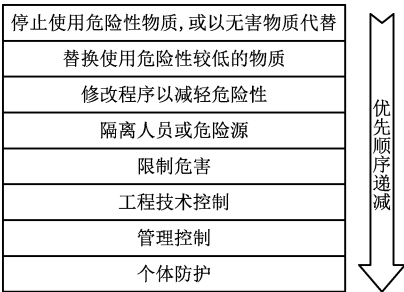 停止使用危险性物质,或以无害物质代替
替换使用危险性较低的物质
修改程序以减轻危险性
隔离人员或危险源
限制危害
工程技术控制
管理控制
个体防护
优先顺序递减